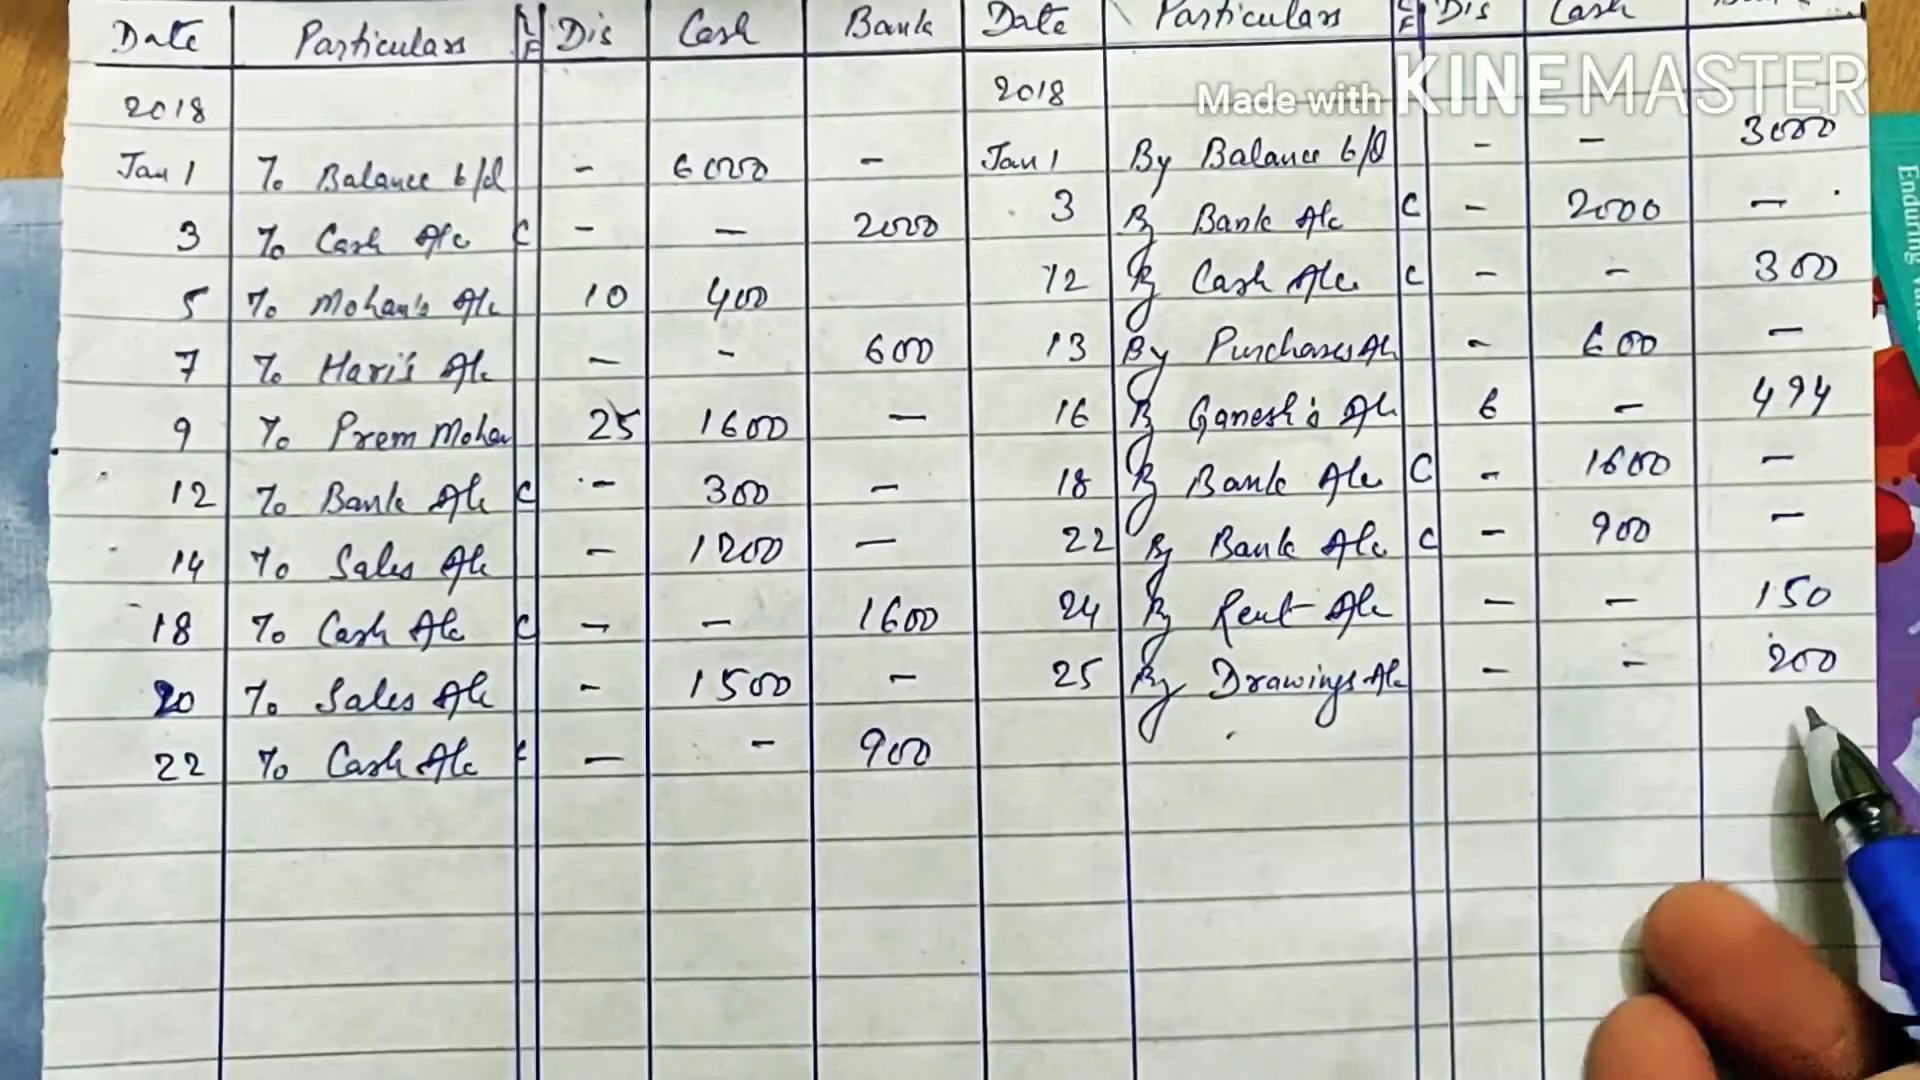 Date Particulars LF Dis Cash Bank Date Particulars LF Dis Cash
2018 2018
Made with KINEMASTER
Jan 1 To Balance b/d - 6000 - Jan 1 By Balance b/d - - 3000
3 To Cash A/c C - - 2000 3 By Bank A/c C - 2000 -
5 To Mohan's A/c 10 400 12 By Cash A/c C - - 300
7 To Hari's A/c - - 600 13 By Purchases A/c - 600 -
9 To Prem Mohan 25 1600 - 16 By Ganesh's A/c 6 - 494
12 To Bank A/c C - 300 - 18 By Bank A/c C - 1600 -
14 To Sales A/c - 1200 - 22 By Bank A/c C - 900 -
18 To Cash A/c C - - 1600 24 By Rent A/c - - 150
20 To Sales A/c - 1500 - 25 By Drawings A/c - - 200
22 To Cash A/c C - - 900
Enduring